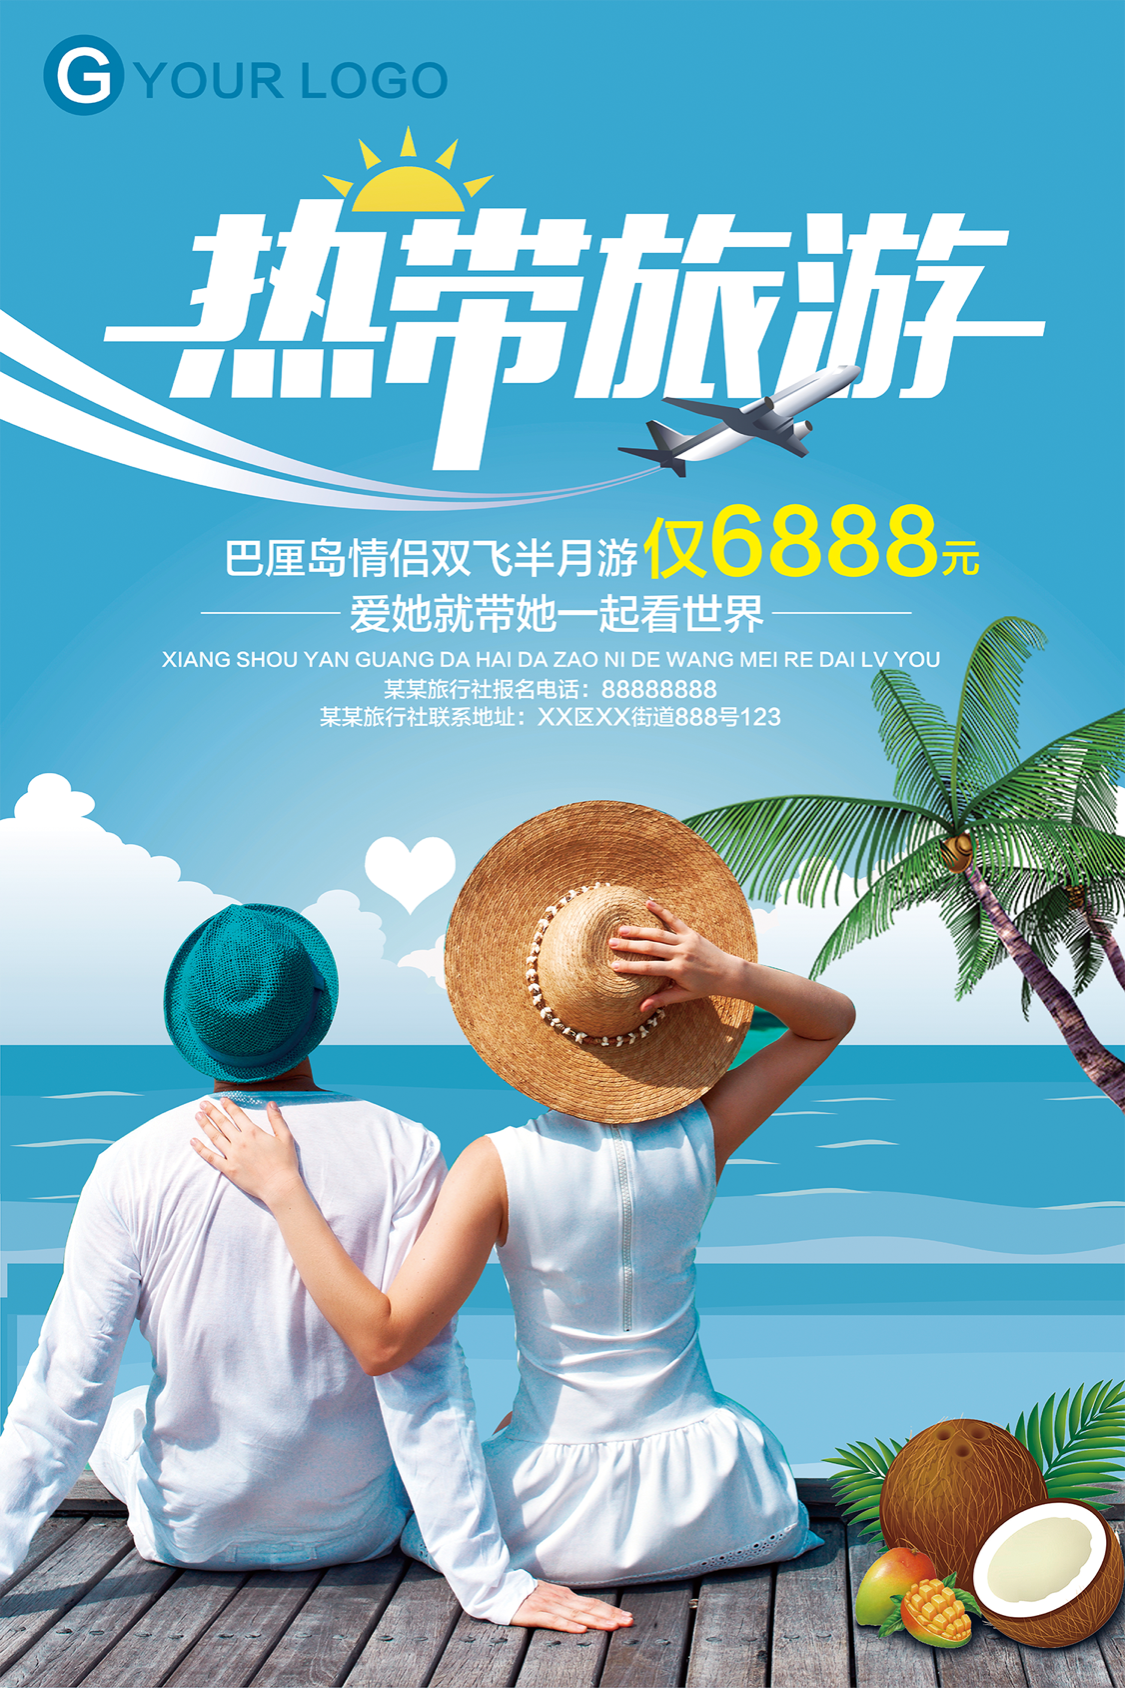 G YOUR LOGO
热带旅游
巴厘岛情侣双飞半月游仅6888元
爱她就带她一起看世界
XIANG SHOU YAN GUANG DA HAI DA ZAO NI DE WANG MEI RE DAI LV YOU
某某旅行社报名电话：88888888
某某旅行社联系地址：XX区XX街道888号123